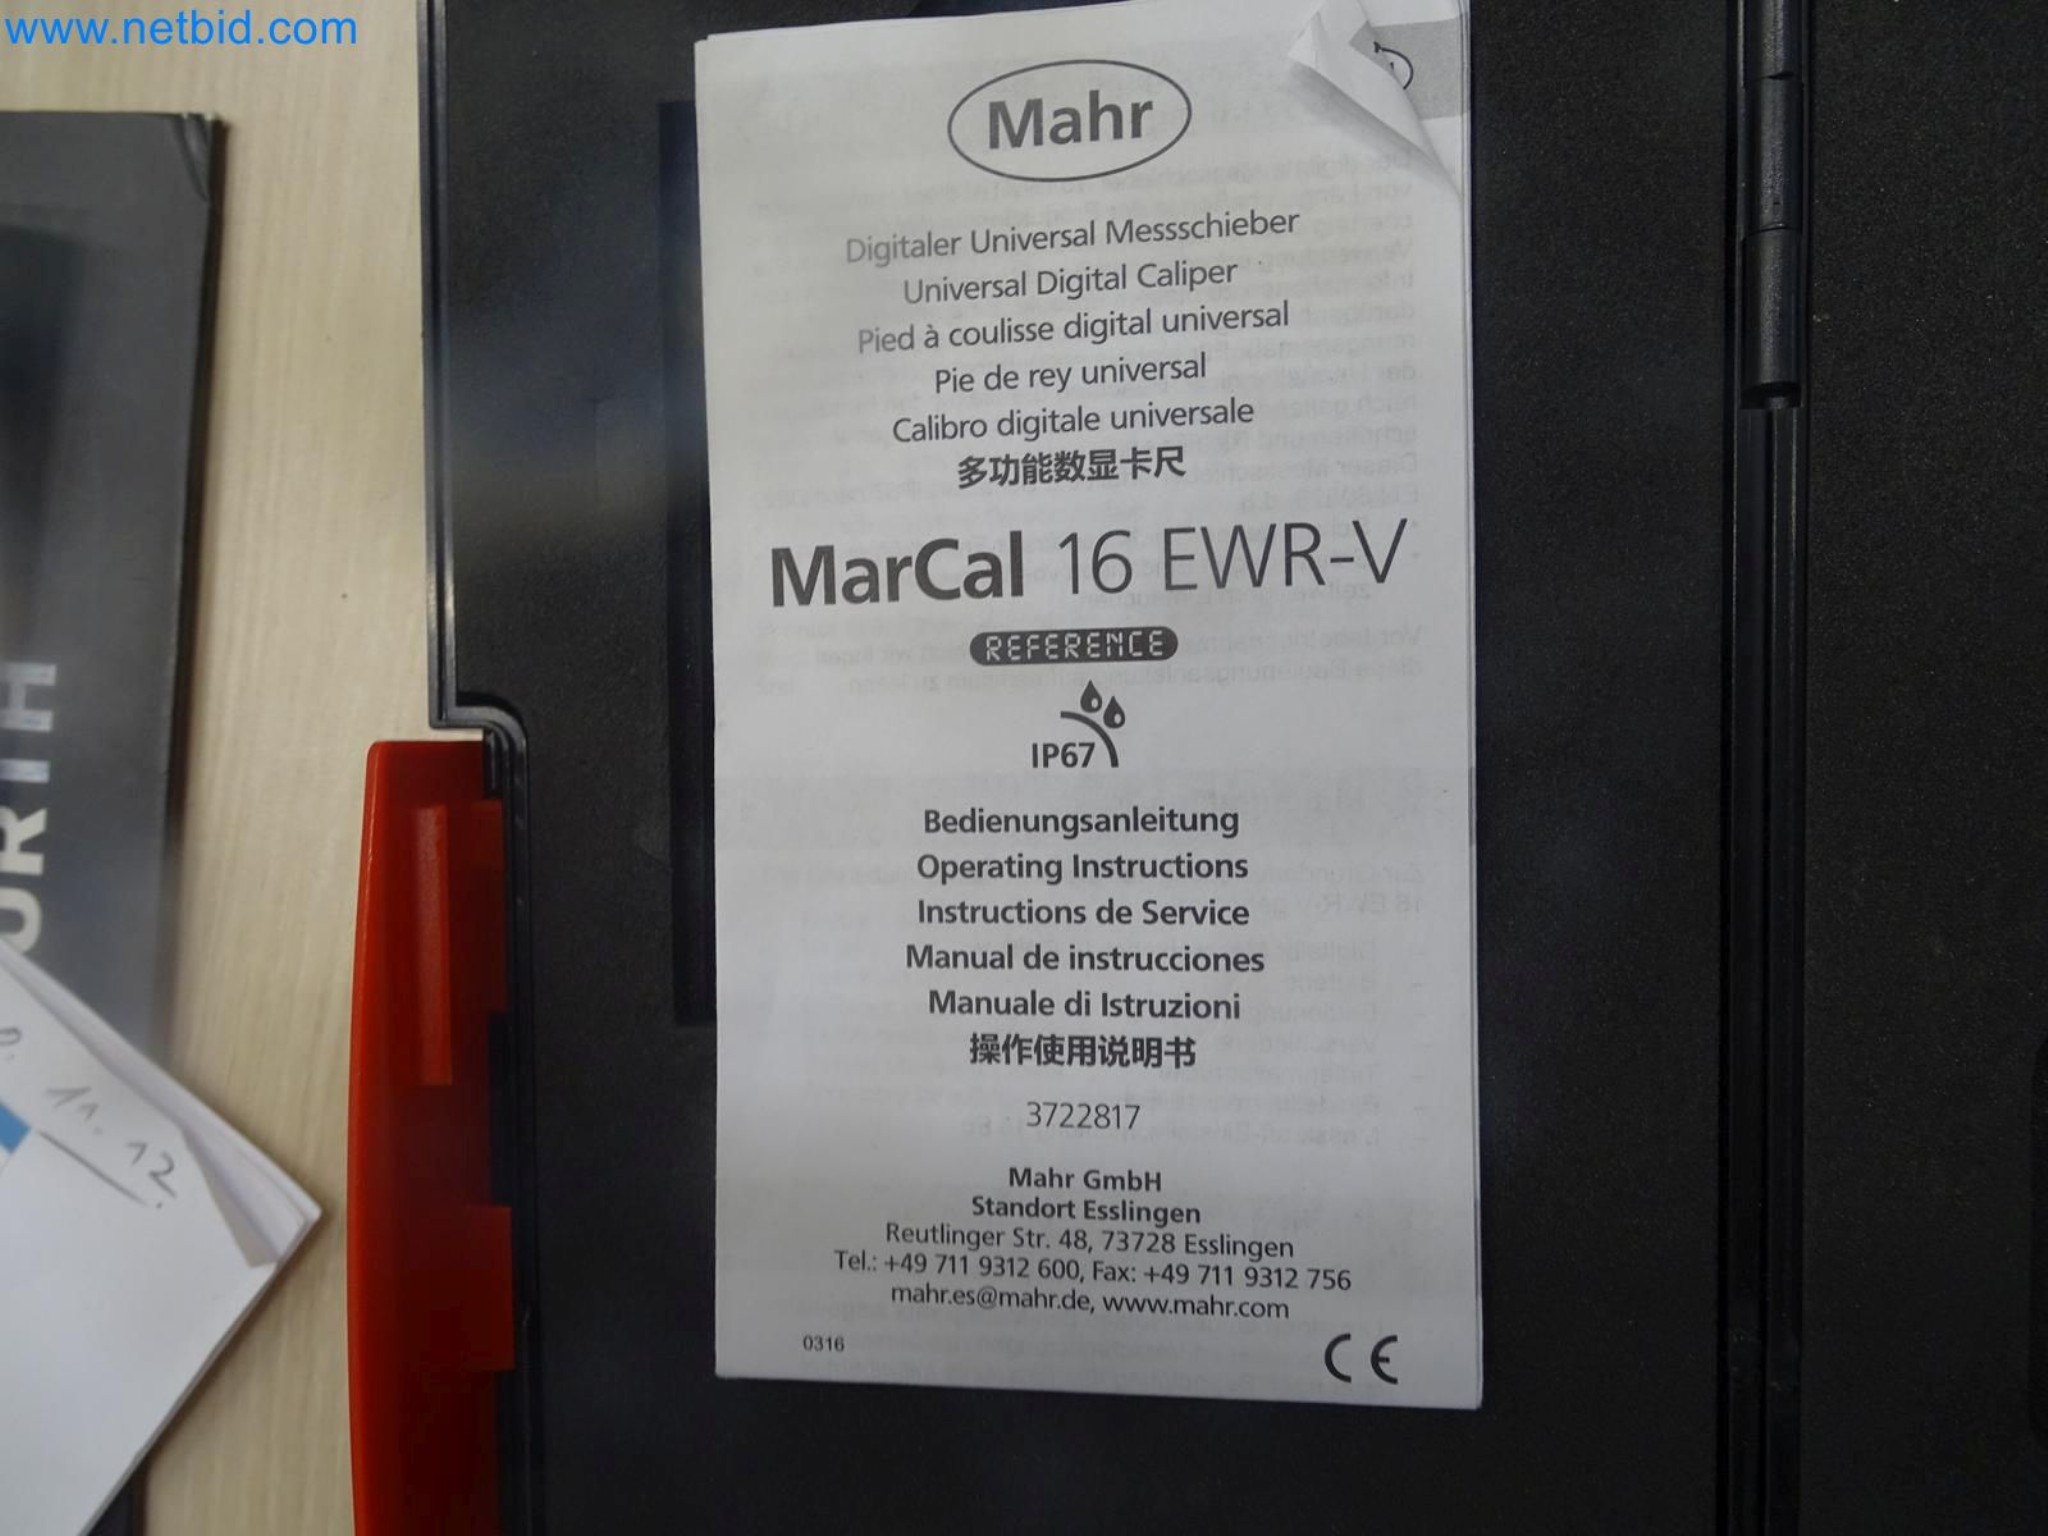 www.netbid.com
Mahr
Digitaler Universal Messschieber
Universal Digital Caliper
Pied à coulisse digital universal
Pie de rey universal
Calibro digitale universale
多功能数显卡尺
MarCal 16 EWR-V
REFERENCE
IP67
Bedienungsanleitung
Operating Instructions
Instructions de Service
Manual de instrucciones
Manuale di Istruzioni
操作使用说明书
3722817
Mahr GmbH
Standort Esslingen
Reutlinger Str. 48, 73728 Esslingen
Tel.: +49 711 9312 600, Fax: +49 711 9312 756
mahr.es@mahr.de, www.mahr.com
0316
CE
URTH
11. 12.